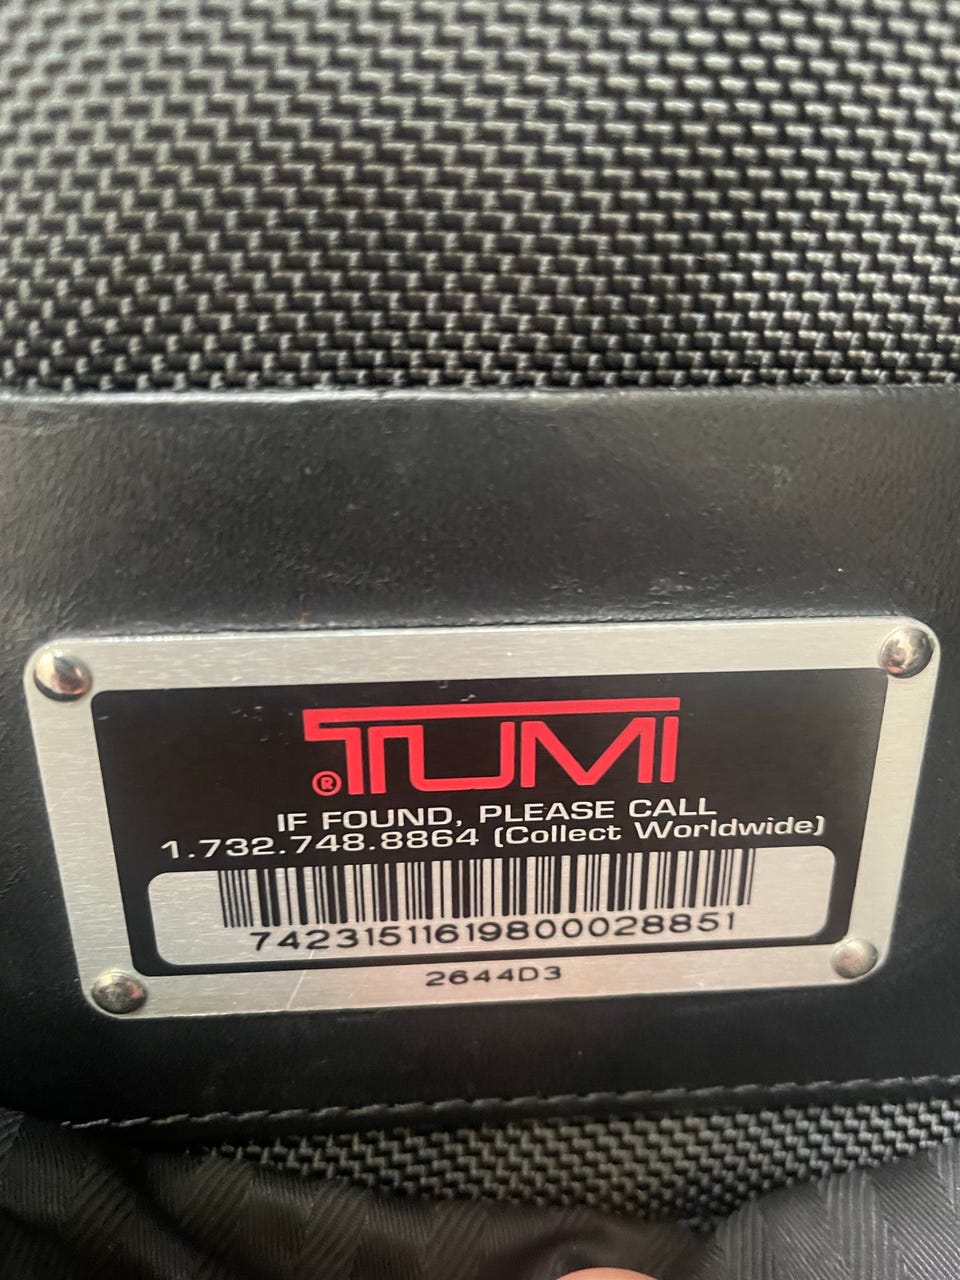 ®TUMI
IF FOUND, PLEASE CALL
1.732.748.8864 (Collect Worldwide)
74231511619800028851
2644D3